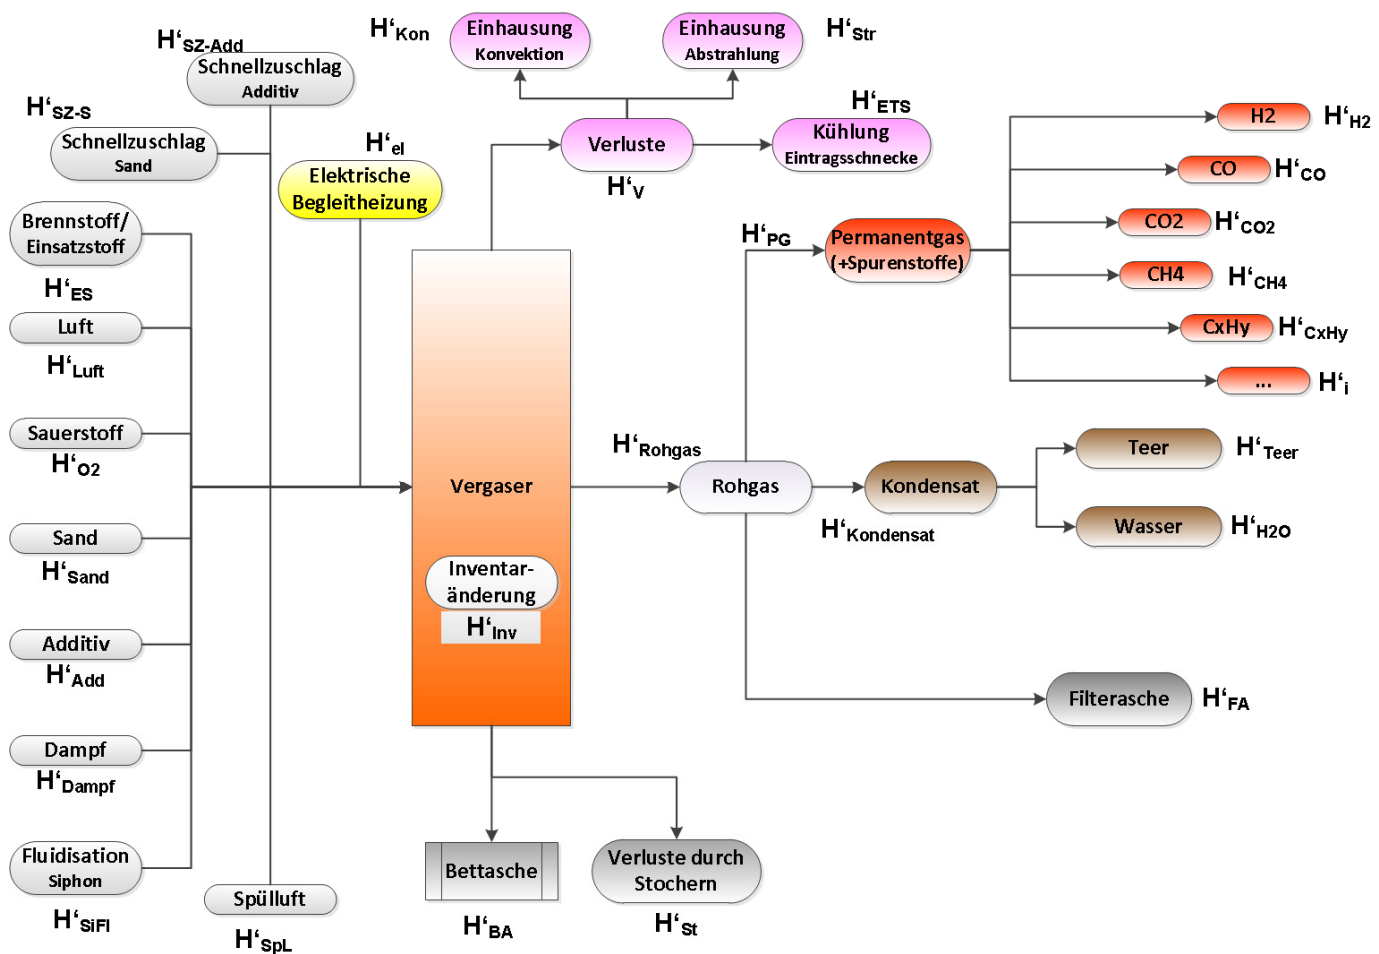 H‘Kon
Einhausung
Konvektion
Einhausung
Abstrahlung
H‘Str
H‘SZ-Add
Schnellzuschlag
Additiv
H‘SZ-S
Schnellzuschlag
Sand
H‘el
Elektrische
Begleitheizung
Verluste
H‘V
H‘ETS
Kühlung
Eintragsschnecke
H2
H‘H2
CO
H‘CO
CO2
H‘CO2
CH4
H‘CH4
CxHy
H‘CxHy
...
H‘i
H‘PG
Permanentgas
(+Spurenstoffe)
Brennstoff/
Einsatzstoff
H‘ES
Luft
H‘Luft
Sauerstoff
H‘O2
Sand
H‘Sand
Additiv
H‘Add
Dampf
H‘Dampf
Fluidisation
Siphon
H‘SiFl
Spülluft
H‘SpL
Vergaser
Inventar-
änderung
H‘Inv
H‘Rohgas
Rohgas
Kondensat
H‘Kondensat
Teer
H‘Teer
Wasser
H‘H2O
Filterasche
H‘FA
Bettasche
H‘BA
Verluste durch
Stochern
H‘St